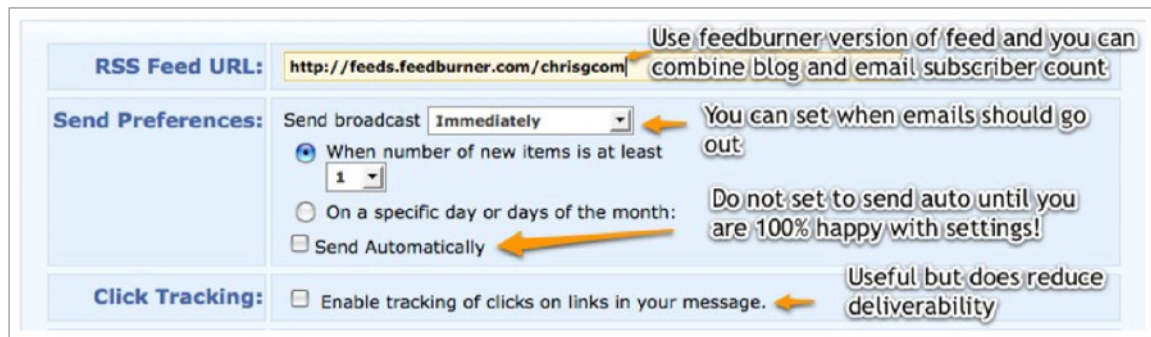 Use feedburner version of feed and you can
RSS Feed URL: http://feeds.feedburner.com/chrisgcom combine blog and email subscriber count
Send Preferences: Send broadcast Immediately You can set when emails should go
out
When number of new items is at least
1
On a specific day or days of the month: Do not set to send auto until you
Send Automatically are 100% happy with settings!
Click Tracking: Enable tracking of clicks on links in your message. Useful but does reduce
deliverability